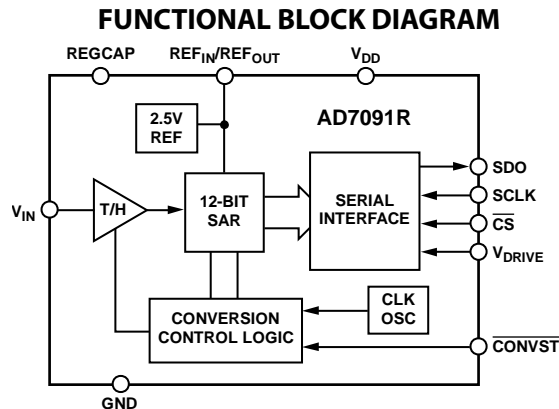 FUNCTIONAL BLOCK DIAGRAM
REGCAP
REFIN/REFOUT
VDD
2.5V
REF
AD7091R
VIN
T/H
12-BIT
SAR
SERIAL
INTERFACE
SDO
SCLK
CS
VDRIVE
CONVERSION
CONTROL LOGIC
CLK
OSC
CONVST
GND